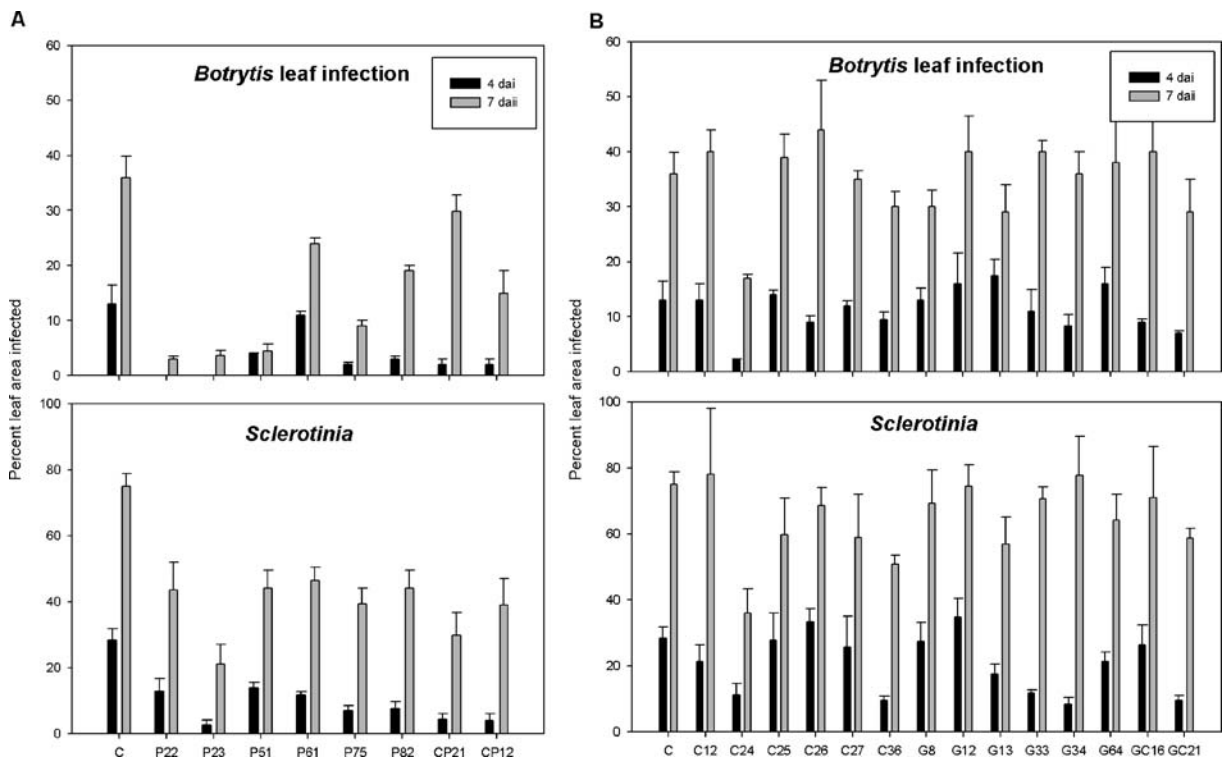 A
60
50
40
30
20
10
0
Botrytis leaf infection
4 dai
7 daii
100
80
60
40
20
0
Sclerotinia
Percent leaf area infected
C P22 P23 P51 P61 P75 P82 CP21 CP12
B
60
50
40
30
20
10
0
Botrytis leaf infection
4 dai
7 daii
100
80
60
40
20
0
Sclerotinia
Percent leaf area infected
C C12 C24 C25 C26 C27 C36 G8 G12 G13 G33 G34 G64 GC16 GC21